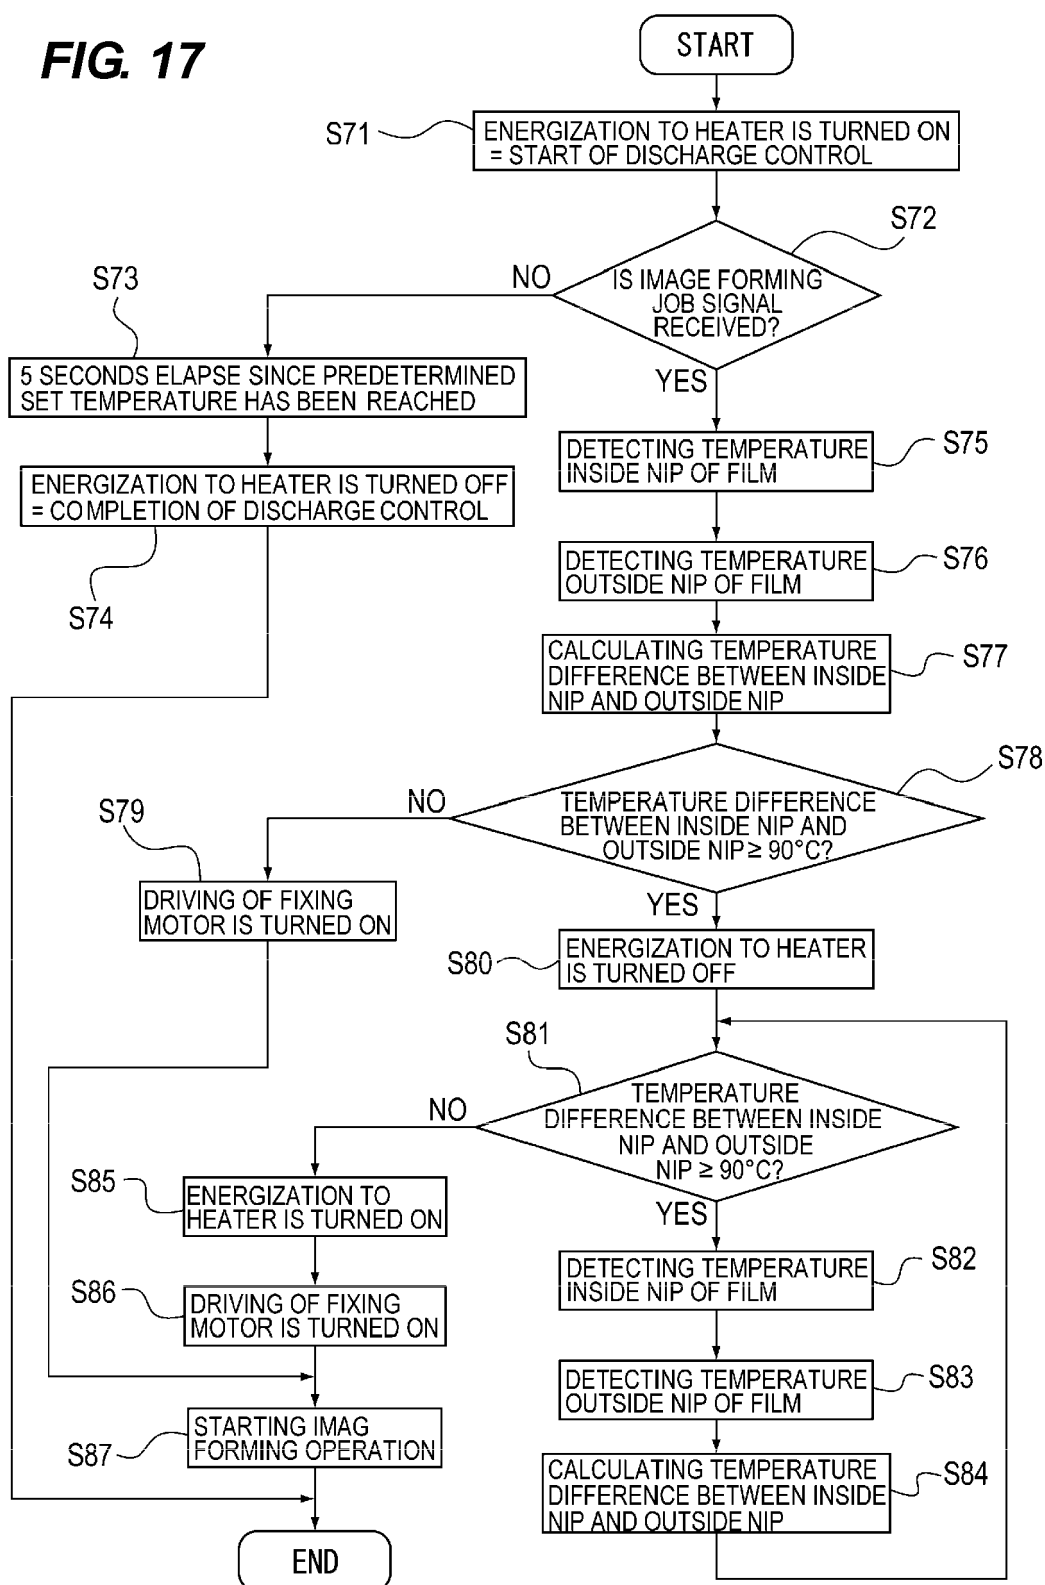 FIG. 17
START
S71
ENERGIZATION TO HEATER IS TURNED ON
= START OF DISCHARGE CONTROL
S72
IS IMAGE FORMING
JOB SIGNAL
RECEIVED?
NO
YES
S73
5 SECONDS ELAPSE SINCE PREDETERMINED
SET TEMPERATURE HAS BEEN REACHED
ENERGIZATION TO HEATER IS TURNED OFF
= COMPLETION OF DISCHARGE CONTROL
S74
S75
DETECTING TEMPERATURE
INSIDE NIP OF FILM
S76
DETECTING TEMPERATURE
OUTSIDE NIP OF FILM
S77
CALCULATING TEMPERATURE
DIFFERENCE BETWEEN INSIDE
NIP AND OUTSIDE NIP
S78
TEMPERATURE DIFFERENCE
BETWEEN INSIDE NIP AND
OUTSIDE NIP ≥ 90°C?
NO
YES
S79
DRIVING OF FIXING
MOTOR IS TURNED ON
S80
ENERGIZATION TO HEATER
IS TURNED OFF
S81
TEMPERATURE
DIFFERENCE BETWEEN INSIDE
NIP AND OUTSIDE
NIP ≥ 90°C?
NO
YES
S85
ENERGIZATION TO
HEATER IS TURNED ON
S86
DRIVING OF FIXING
MOTOR IS TURNED ON
S82
DETECTING TEMPERATURE
INSIDE NIP OF FILM
S83
DETECTING TEMPERATURE
OUTSIDE NIP OF FILM
S84
CALCULATING TEMPERATURE
DIFFERENCE BETWEEN INSIDE
NIP AND OUTSIDE NIP
S87
STARTING IMAG
FORMING OPERATION
END